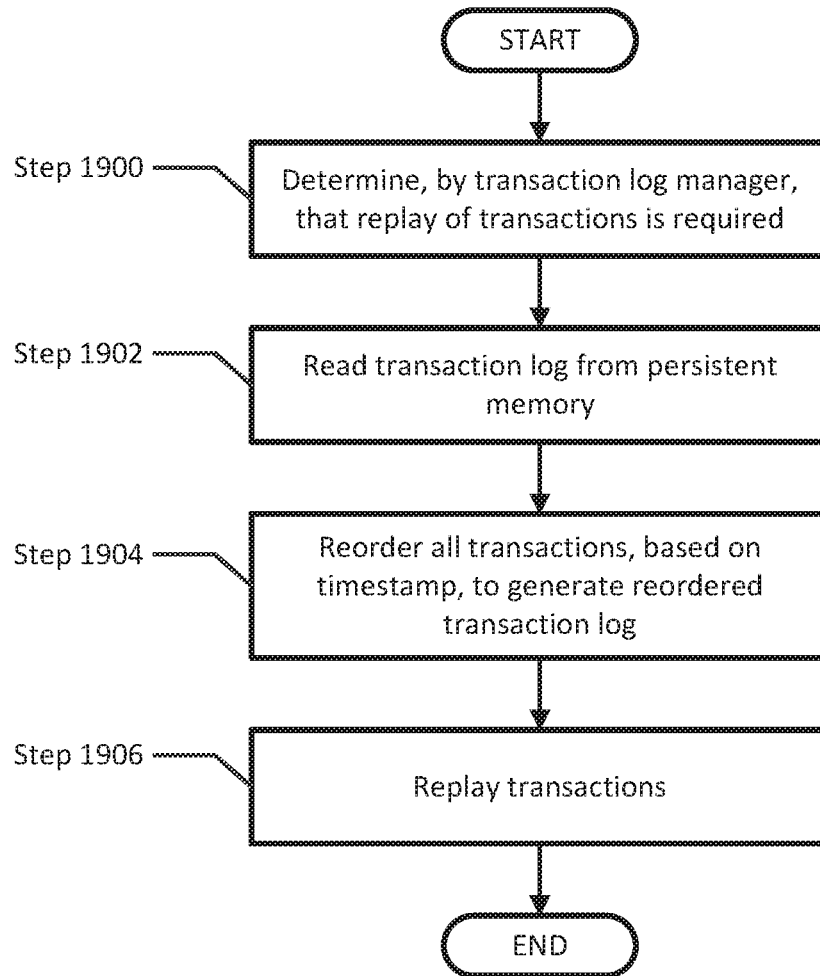 START
Step 1900
Determine, by transaction log manager,
that replay of transactions is required
Step 1902
Read transaction log from persistent
memory
Step 1904
Reorder all transactions, based on
timestamp, to generate reordered
transaction log
Step 1906
Replay transactions
END